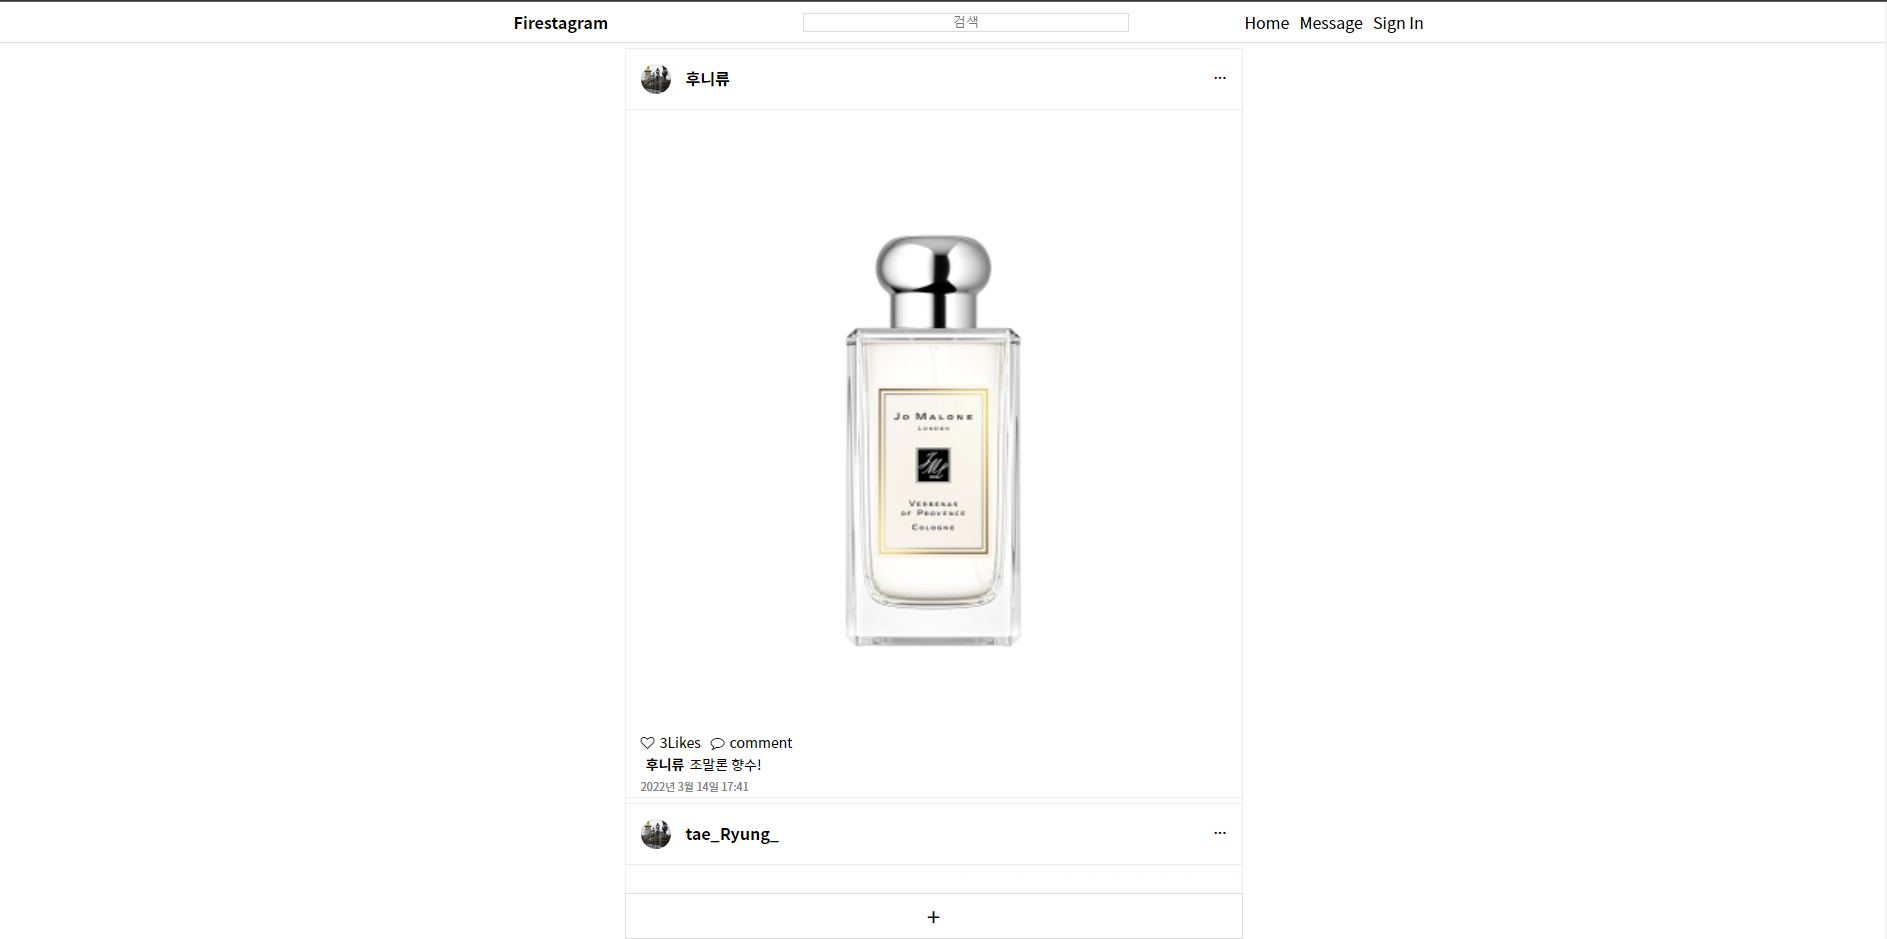 Firestagram
검색
Home Message Sign In
후니류
...
JO MALONE
LONDON
VERBENAS
OF PROVENCE
COLOGNE
3Likes comment
후니류 조말론 향수!
2022년 3월 14일 17:41
tae_Ryung_
...
+